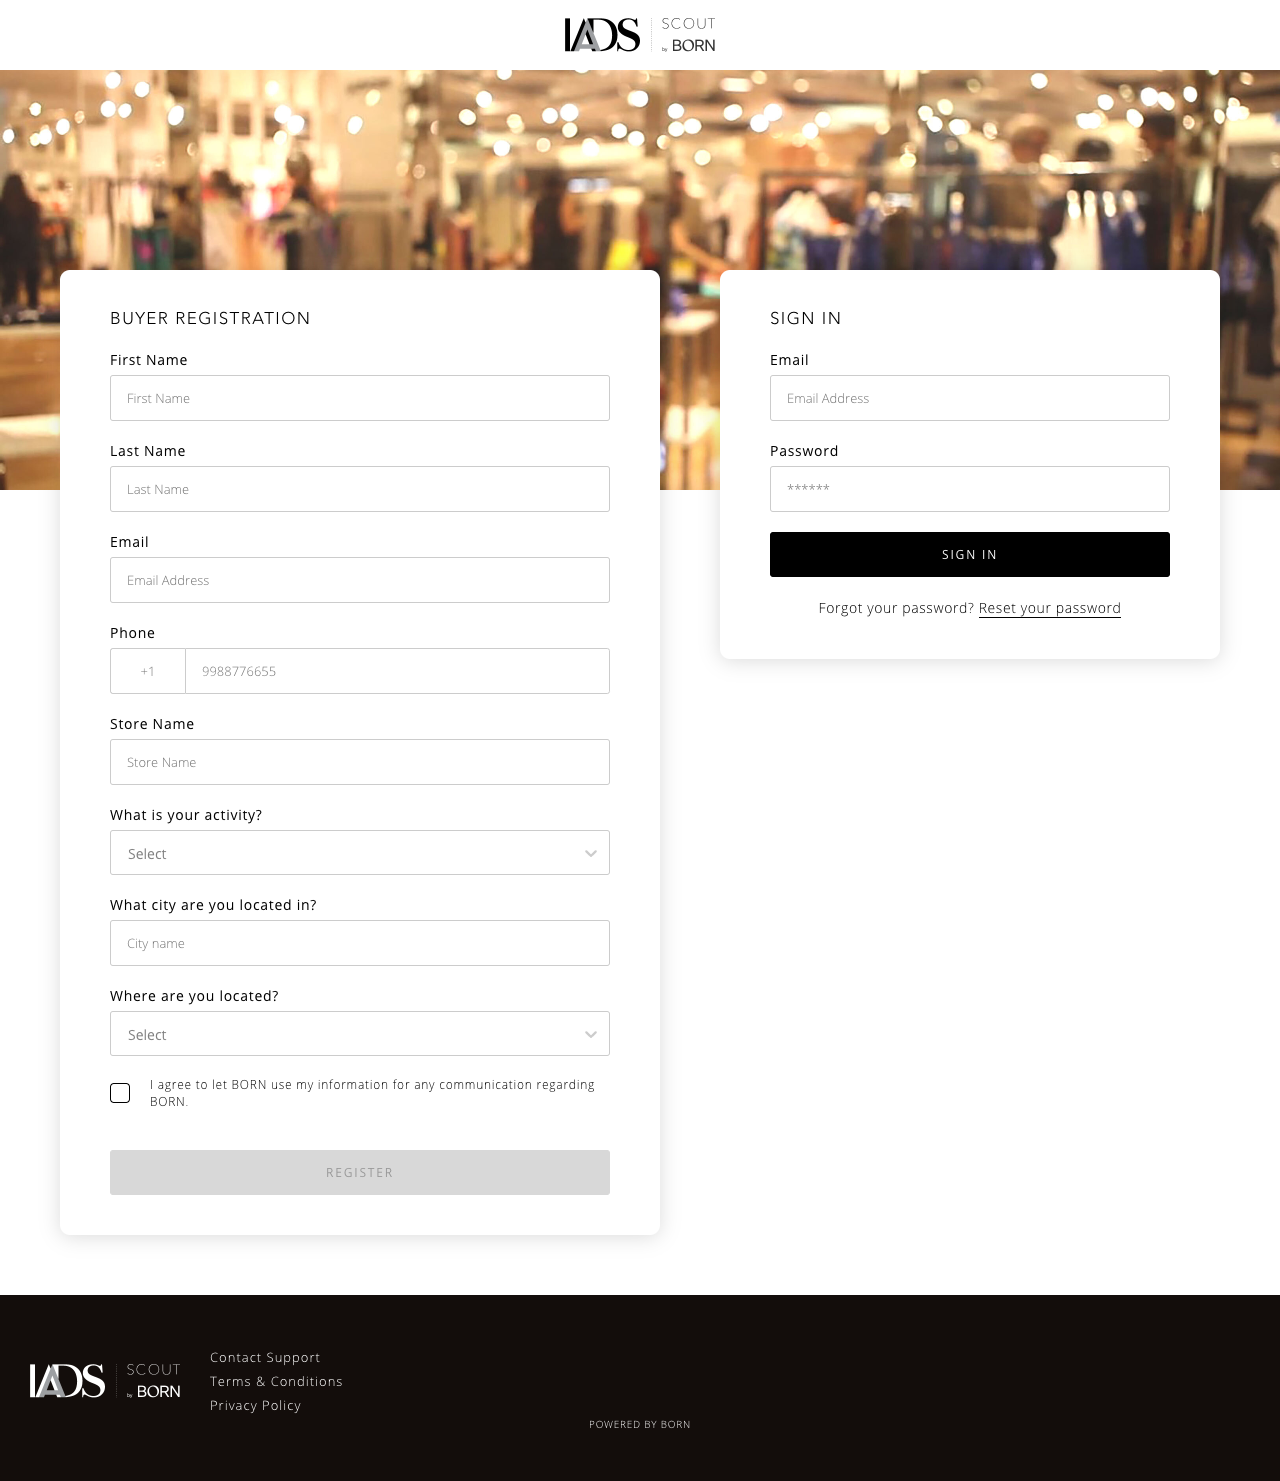 IADS
SCOUT
by BORN
BUYER REGISTRATION
First Name
First Name
Last Name
Last Name
Email
Email Address
Phone
+1
9988776655
Store Name
Store Name
What is your activity?
Select
What city are you located in?
City name
Where are you located?
Select
I agree to let BORN use my information for any communication regarding
BORN.
REGISTER
SIGN IN
Email
Email Address
Password
******
SIGN IN
Forgot your password? Reset your password
IADS
SCOUT
by BORN
Contact Support
Terms & Conditions
Privacy Policy
POWERED BY BORN